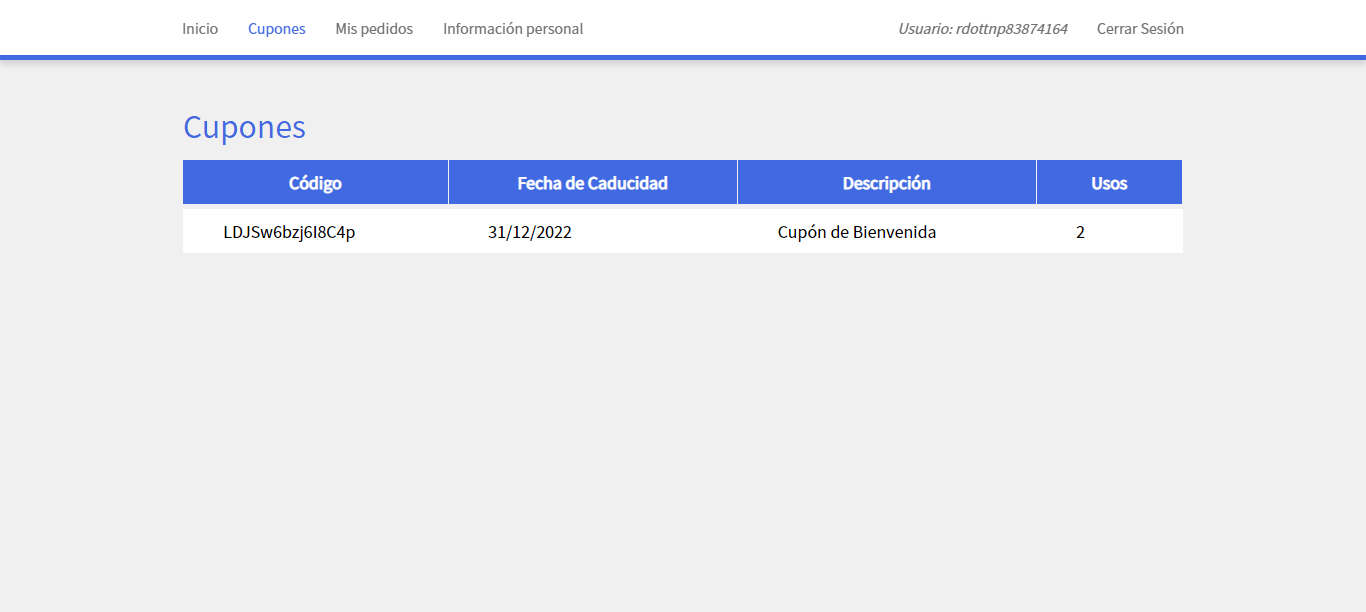 Inicio Cupones Mis pedidos Información personal Usuario: rdottnp83874164 Cerrar Sesión
Cupones
Código Fecha de Caducidad Descripción Usos
LDJSw6bzj6I8C4p 31/12/2022 Cupón de Bienvenida 2